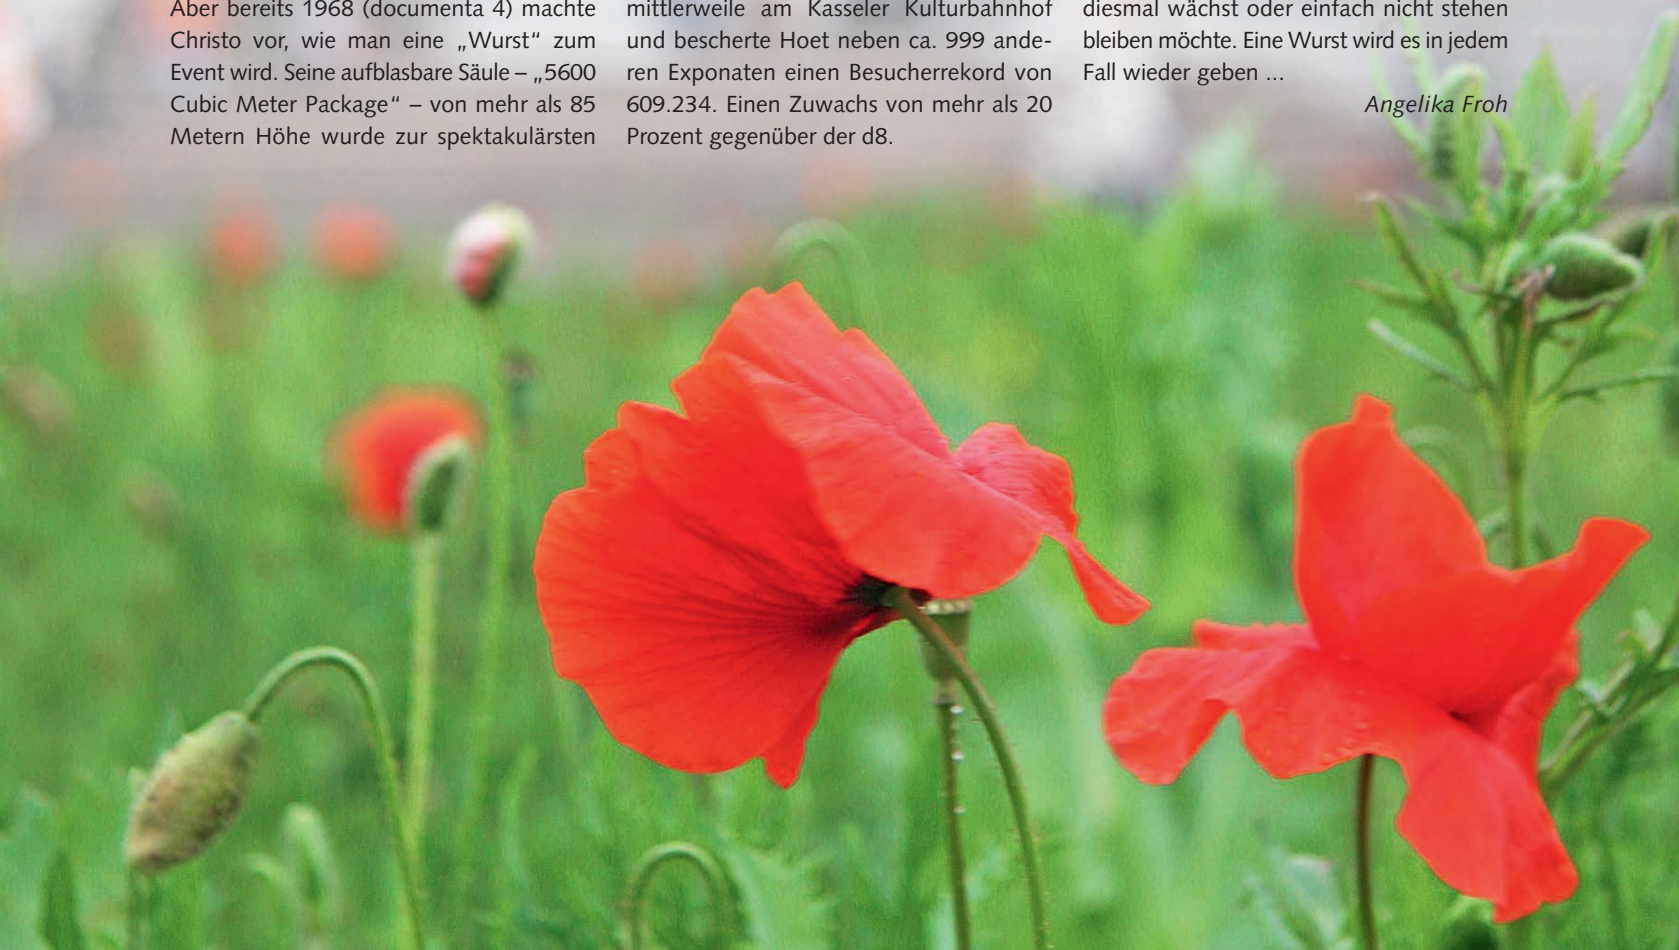 Aber bereits 1968 (documenta 4) machte
Christo vor, wie man eine „Wurst“ zum
Event wird. Seine aufblasbare Säule – „5600
Cubic Meter Package“ – von mehr als 85
Metern Höhe wurde zur spektakulärsten
mittlerweile am Kasseler Kulturbahnhof
und bescherte Hoet neben ca. 999 ande-
ren Exponaten einen Besucherrekord von
609.234. Einen Zuwachs von mehr als 20
Prozent gegenüber der d8.
diesmal wächst oder einfach nicht stehen
bleiben möchte. Eine Wurst wird es in jedem
Fall wieder geben ...
Angelika Froh